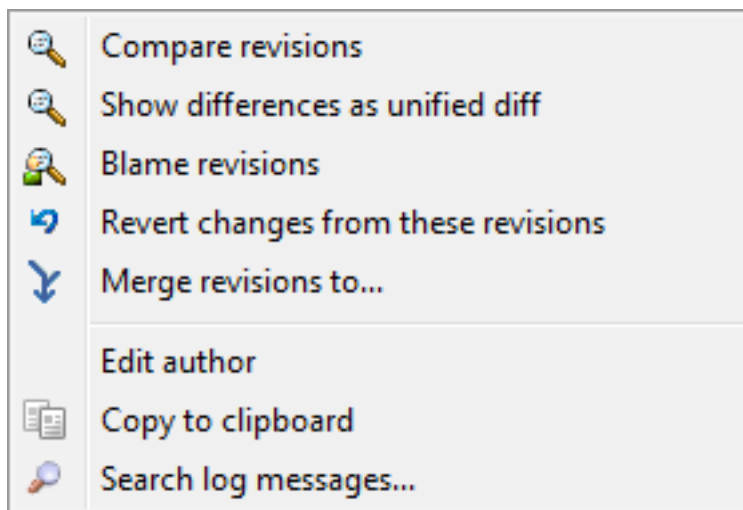 Compare revisions
Show differences as unified diff
Blame revisions
Revert changes from these revisions
Merge revisions to...
Edit author
Copy to clipboard
Search log messages...